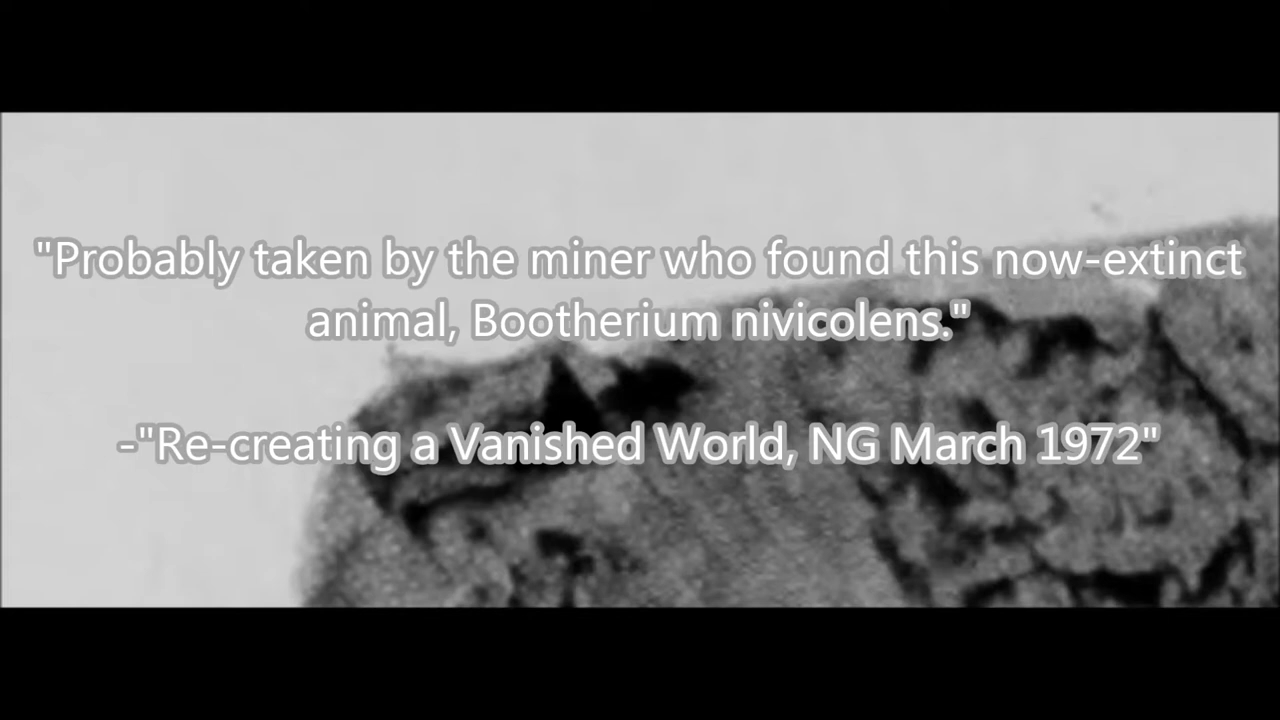 "Probably taken by the miner who found this now-extinct
animal, Bootherium nivicolens."
-"Re-creating a Vanished World, NG March 1972"